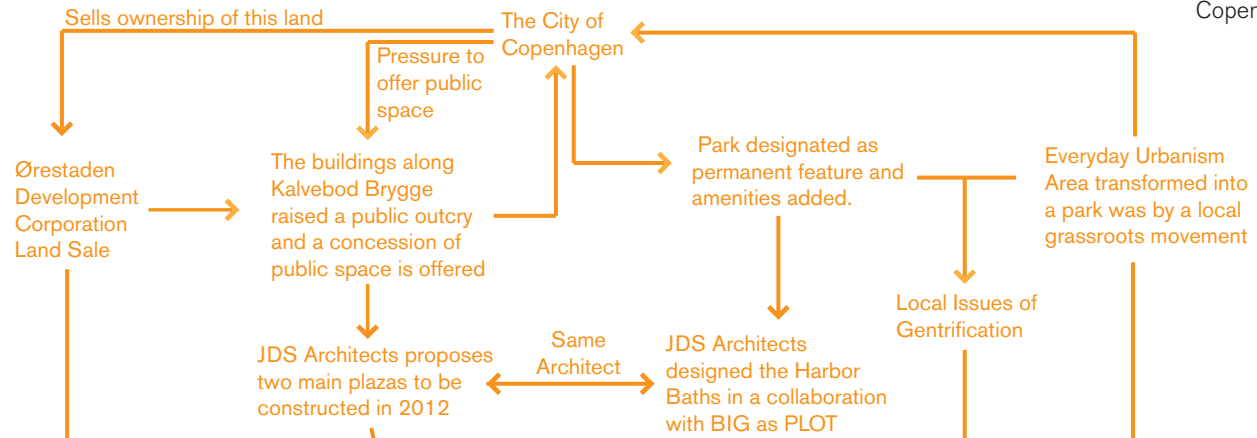 Sells ownership of this land
The City of
Copenhagen
Coper
Pressure to
offer public
space
Ørestaden
Development
Corporation
Land Sale
The buildings along
Kalvebod Brygge
raised a public outcry
and a concession of
public space is offered
Park designated as
permanent feature and
amenities added.
Everyday Urbanism
Area transformed into
a park was by a local
grassroots movement
Local Issues of
Gentrification
JDS Architects proposes
two main plazas to be
constructed in 2012
Same
Architect
JDS Architects
designed the Harbor
Baths in a collaboration
with BIG as PLOT